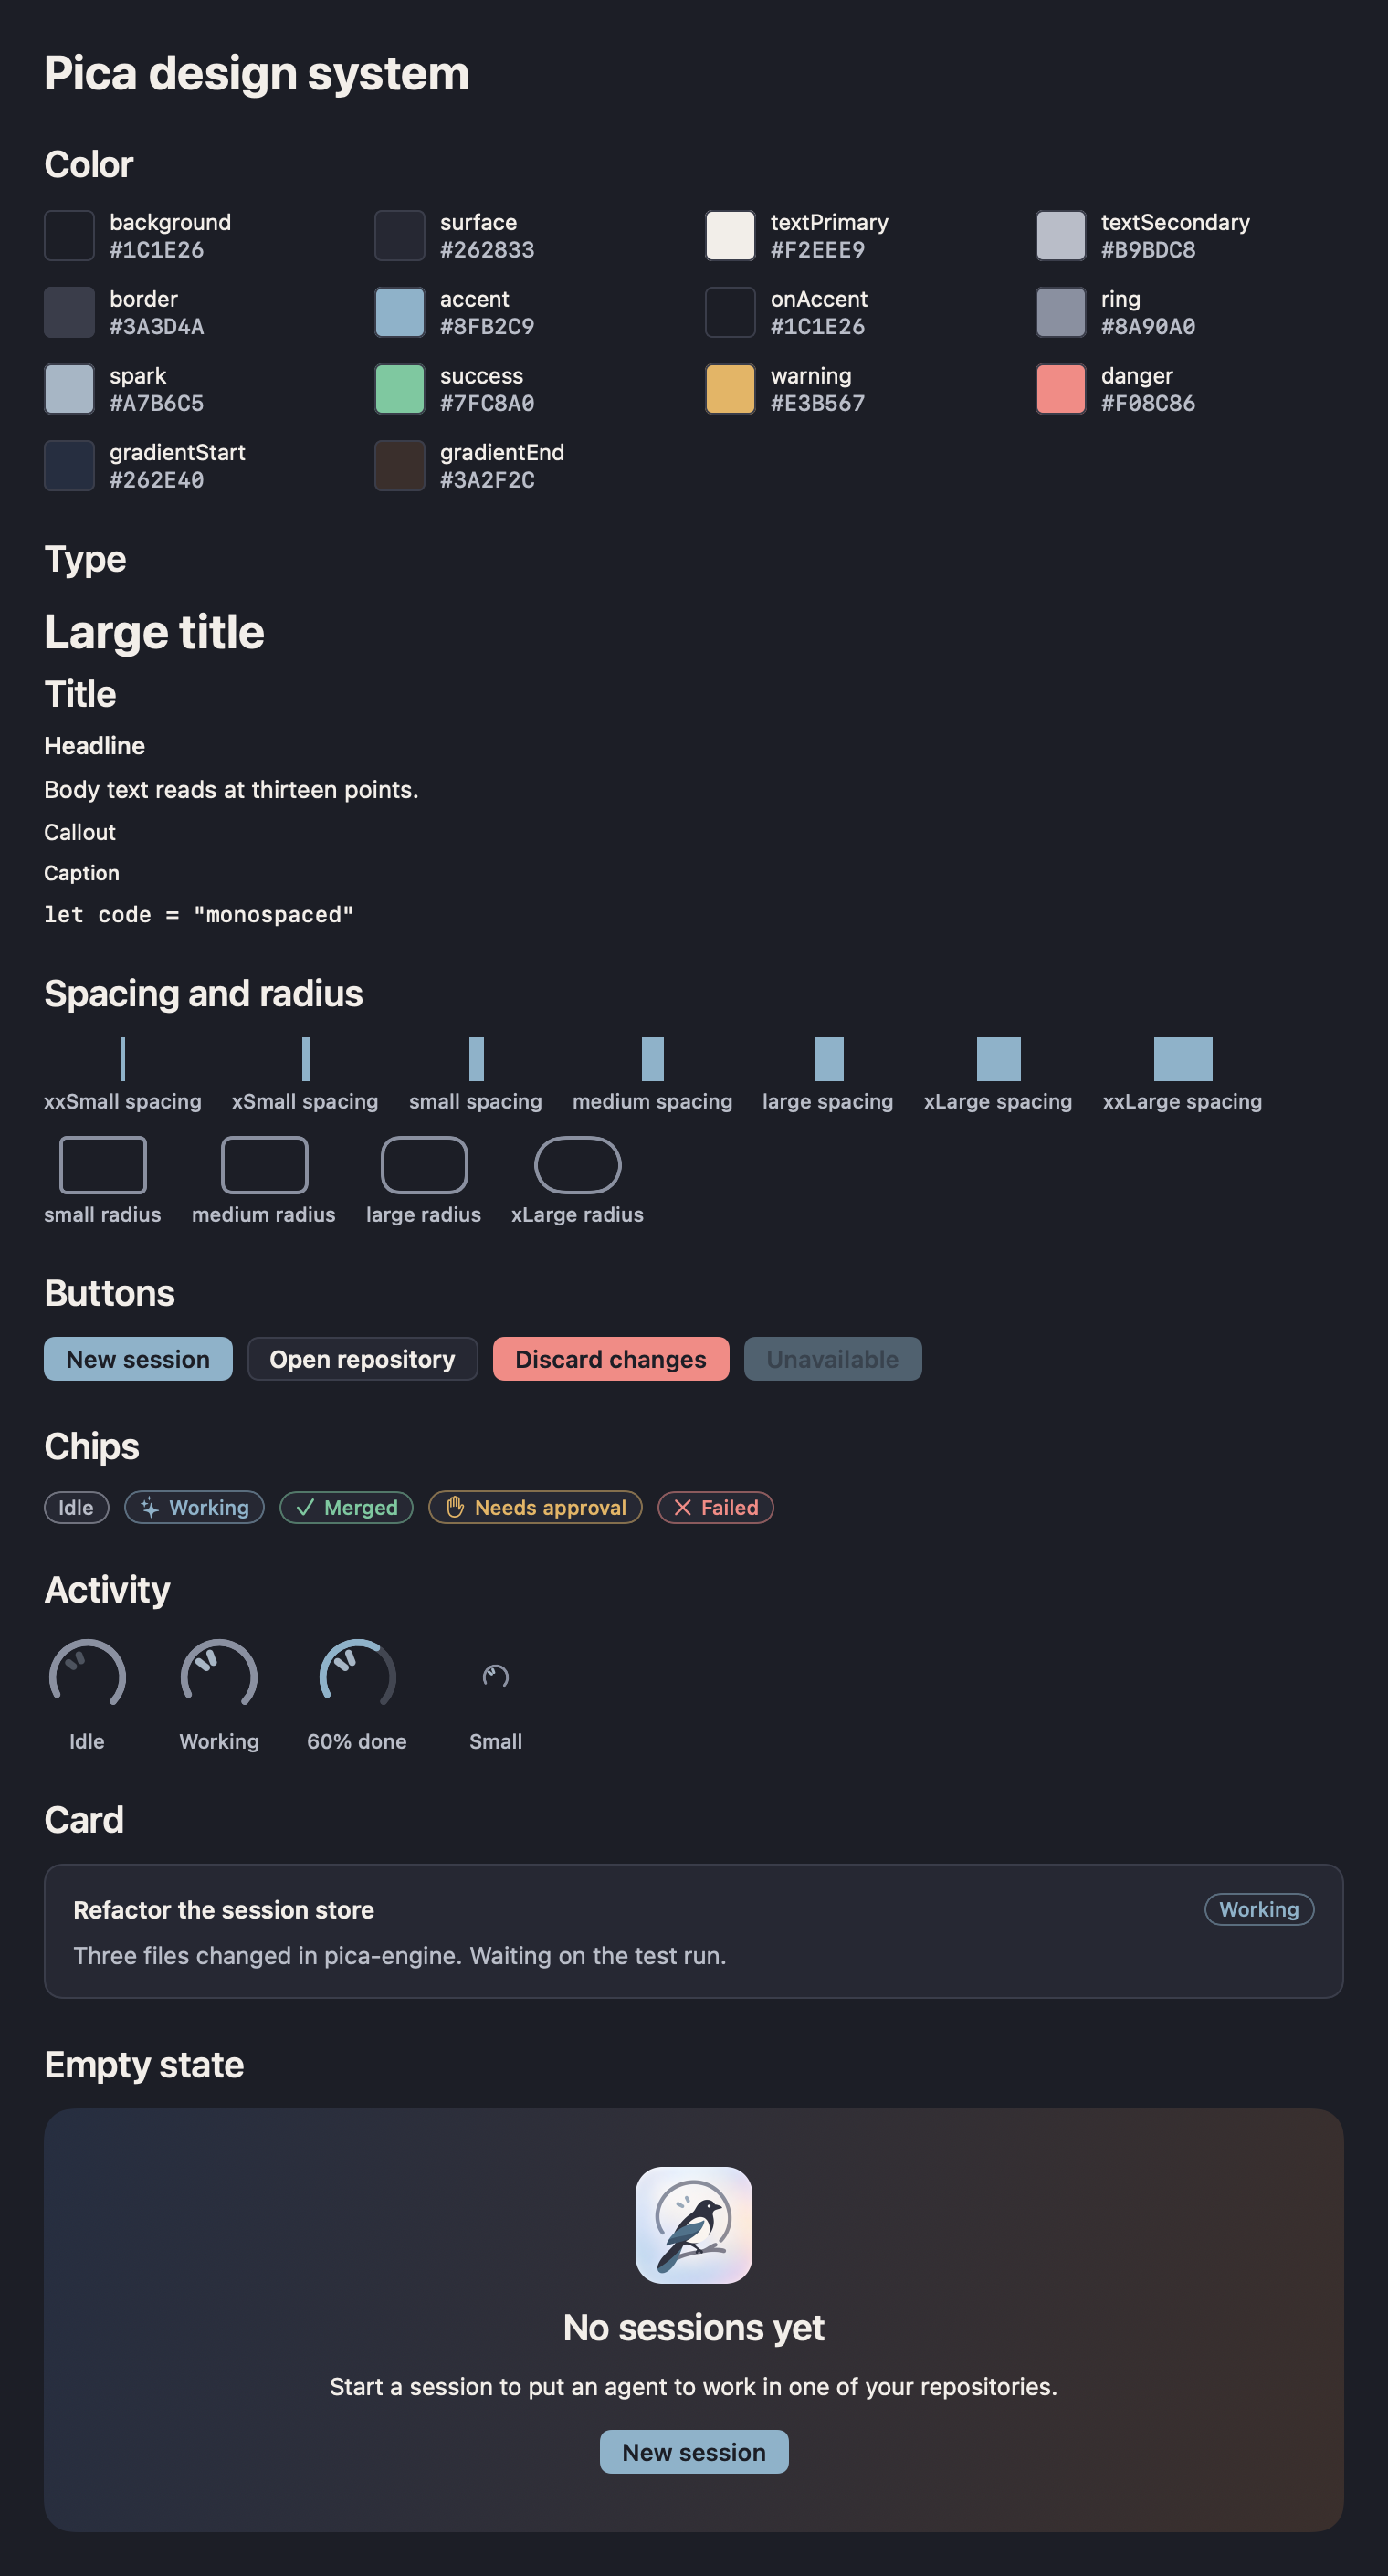 Pica design system
Color
background
#1C1E26
surface
#262833
textPrimary
#F2EEE9
textSecondary
#B9BDC8
border
#3A3D4A
accent
#8FB2C9
onAccent
#1C1E26
ring
#8A90A0
spark
#A7B6C5
success
#7FC8A0
warning
#E3B567
danger
#F08C86
gradientStart
#262E40
gradientEnd
#3A2F2C
Type
Large title
Title
Headline
Body text reads at thirteen points.
Callout
Caption
let code = "monospaced"
Spacing and radius
xxSmall spacing
xSmall spacing
small spacing
medium spacing
large spacing
xLarge spacing
xxLarge spacing
small radius
medium radius
large radius
xLarge radius
Buttons
New session
Open repository
Discard changes
Unavailable
Chips
Idle
Working
Merged
Needs approval
Failed
Activity
Idle
Working
60% done
Small
Card
Refactor the session store
Working
Three files changed in pica-engine. Waiting on the test run.
Empty state
No sessions yet
Start a session to put an agent to work in one of your repositories.
New session